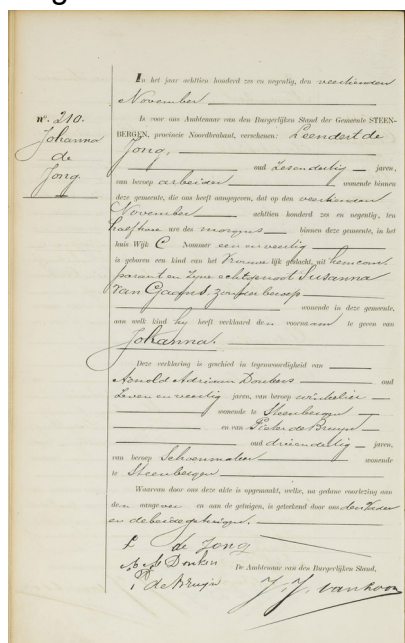 In het jaar achttien honderd zes en negentig, den veertienden
November
nº. 210.
Johanna
de
Jong
Is voor ons Ambtenaar van den Burgerlijken Stand der Gemeente STEEN-
BERGEN, provincie Noordbrabant, verschenen: Leendert de
Jong,
oud zesendertig jaren,
van beroep arbeider wonende binnen
deze gemeente, die ons heeft aangegeven, dat op den veertienden
November achttien honderd zes en negentig, ten
half ure des morgens binnen deze gemeente, in het
huis Wijk C Nommer een en veertig
is geboren een kind van het Vrouwelijk geslacht, uit hem com-
parant en zijne echtgenoot Susanna
van zonder beroep
wonende in deze gemeente,
aan welk kind hij heeft verklaard den voornaam te geven van
Johanna.
Deze verklaring is geschied in tegenwoordigheid van
Arnold Adriaan Donkers oud
zeven en veertig jaren, van beroep winkelier
wonende te Steenbergen
en van Pieter de Bruijn
oud drieendertig jaren,
van beroep Schoenmaker wonende
te Steenbergen
Waarvan door ons deze akte is opgemaakt, welke, na gedane voorlezing aan
den aangever en aan de getuigen, is geteekend door ons den Vader
en de beide getuigen.
L de Jong
A A Donkers
P de Bruijn
De Ambtenaar van den Burgerlijken Stand,
J. J. van Loon